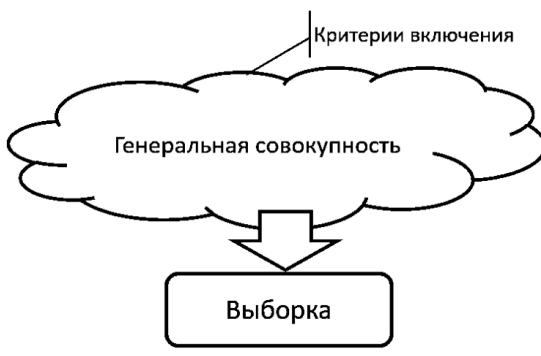 Критерии включения
Генеральная совокупность
Выборка